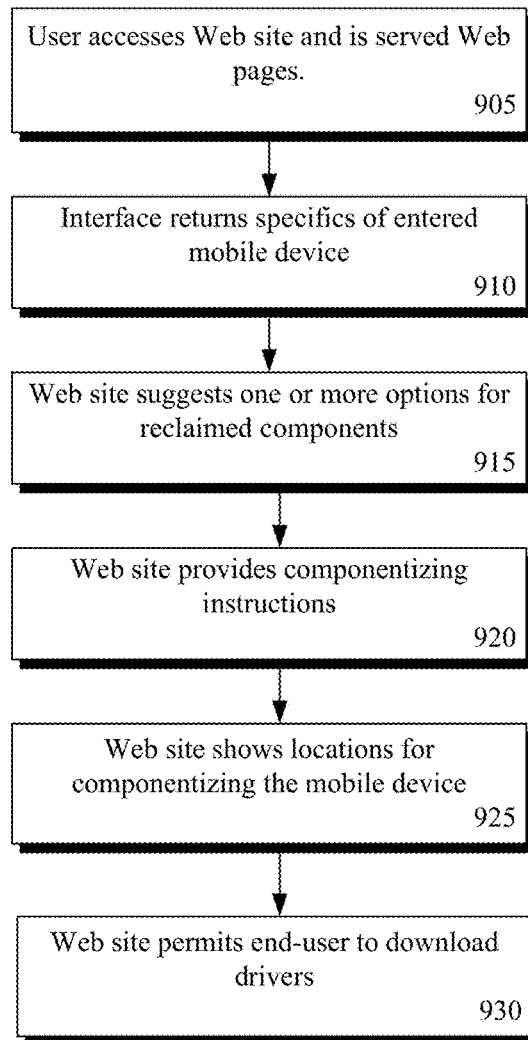 User accesses Web site and is served Web
pages.
905
Interface returns specifics of entered
mobile device
910
Web site suggests one or more options for
reclaimed components
915
Web site provides componentizing
instructions
920
Web site shows locations for
componentizing the mobile device
925
Web site permits end-user to download
drivers
930